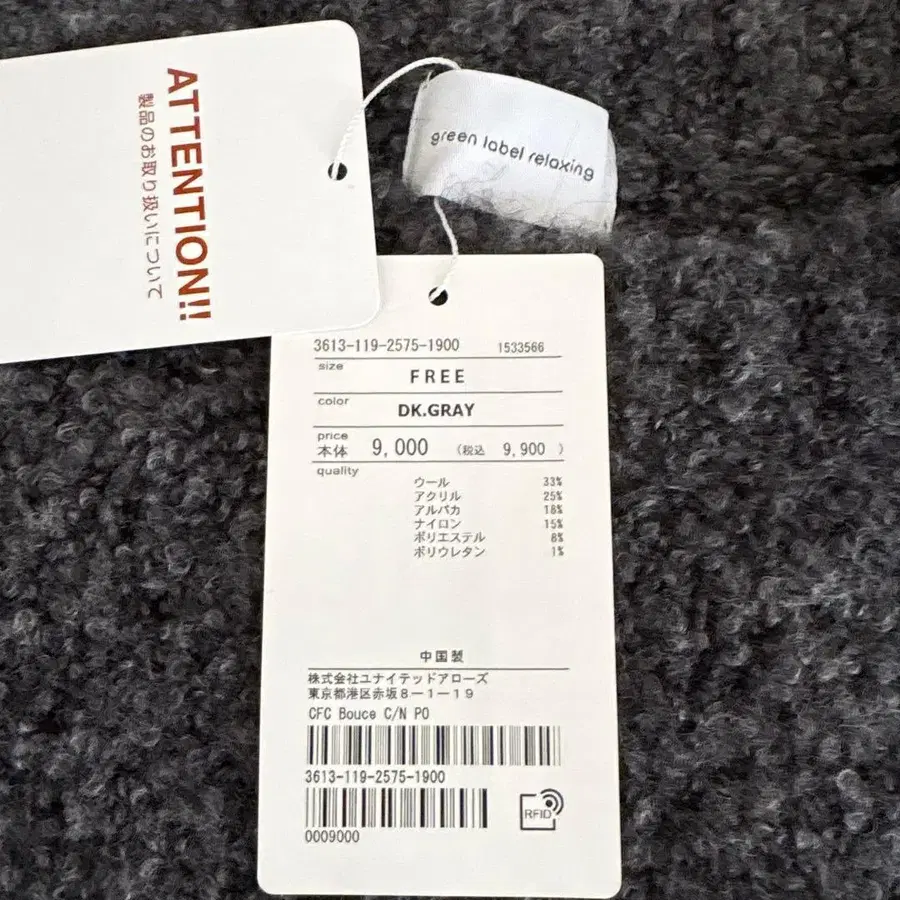 ATTENTION!!
製品のお取り扱いについて
green label relaxing
3613-119-2575-1900 1533566
size
FREE
color
DK.GRAY
price
本体 9,000 (税込 9,900 )
quality
ウール 33%
アクリル 25%
アルパカ 18%
ナイロン 15%
ポリエステル 8%
ポリウレタン 1%
中国製
株式会社ユナイテッドアローズ
東京都港区赤坂8-1-19
CFC Bouce C/N PO
3613-119-2575-1900
0009000
RFID